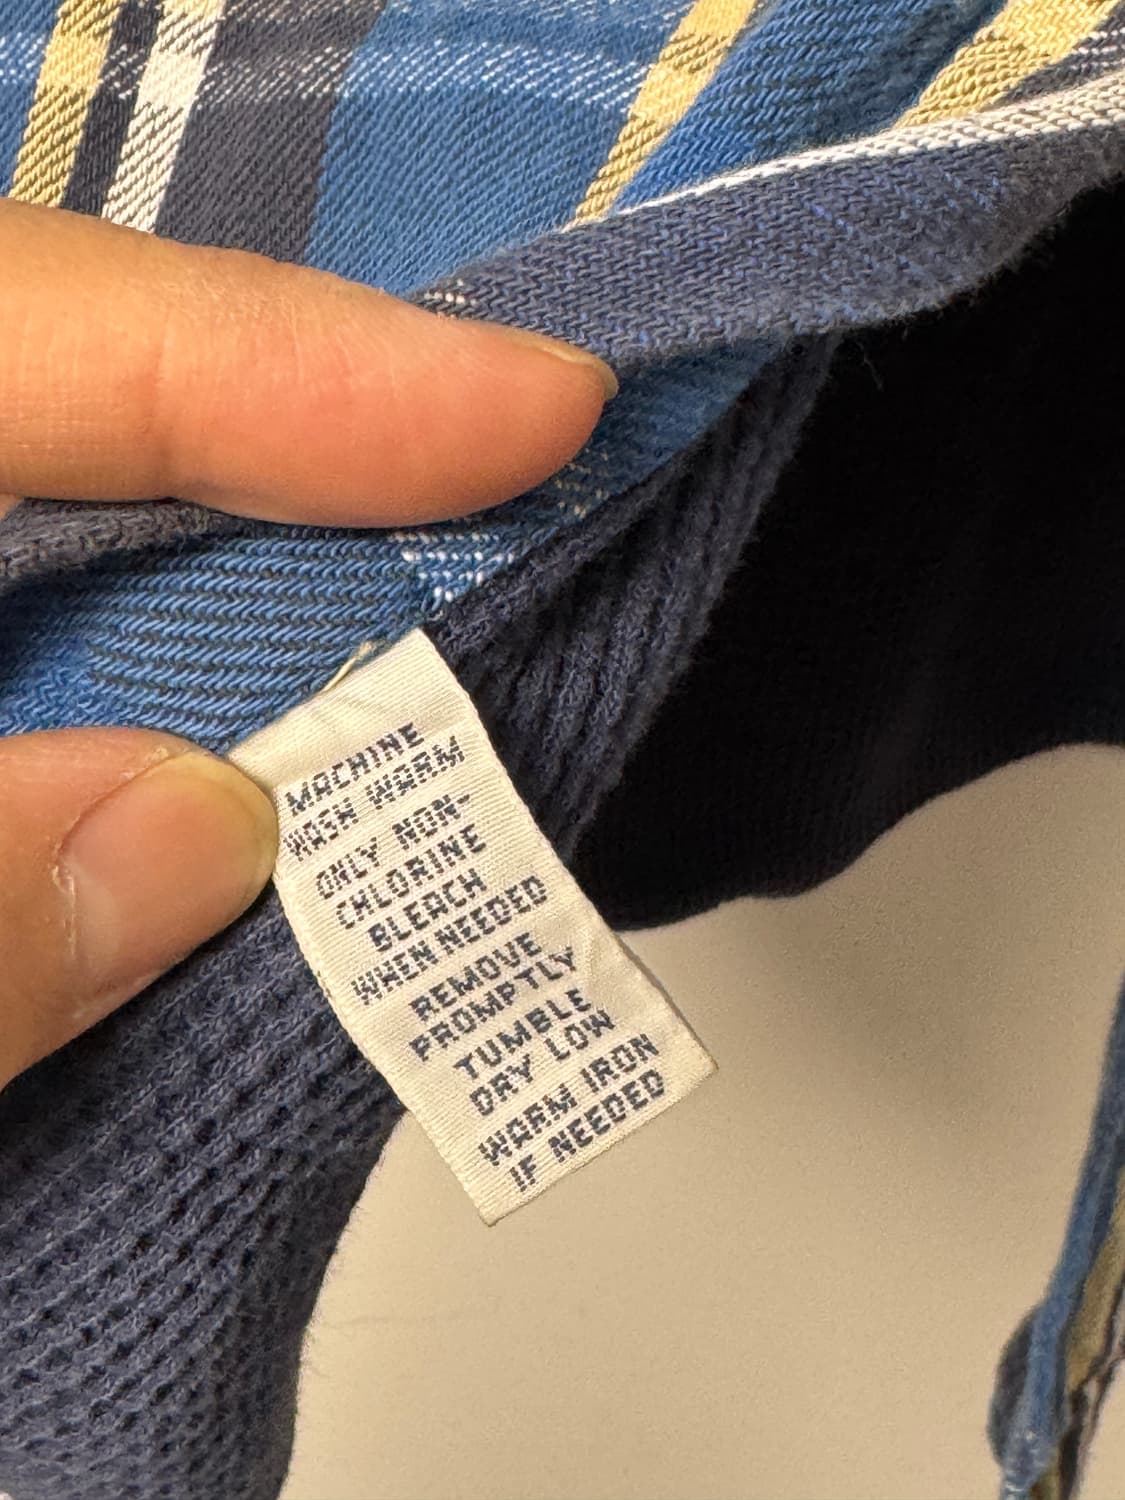 MACHINE
WASH WARM
ONLY NON-
CHLORINE
BLEACH
WHEN NEEDED
REMOVE
PROMPTLY
TUMBLE
DRY LOW
WARM IRON
IF NEEDED